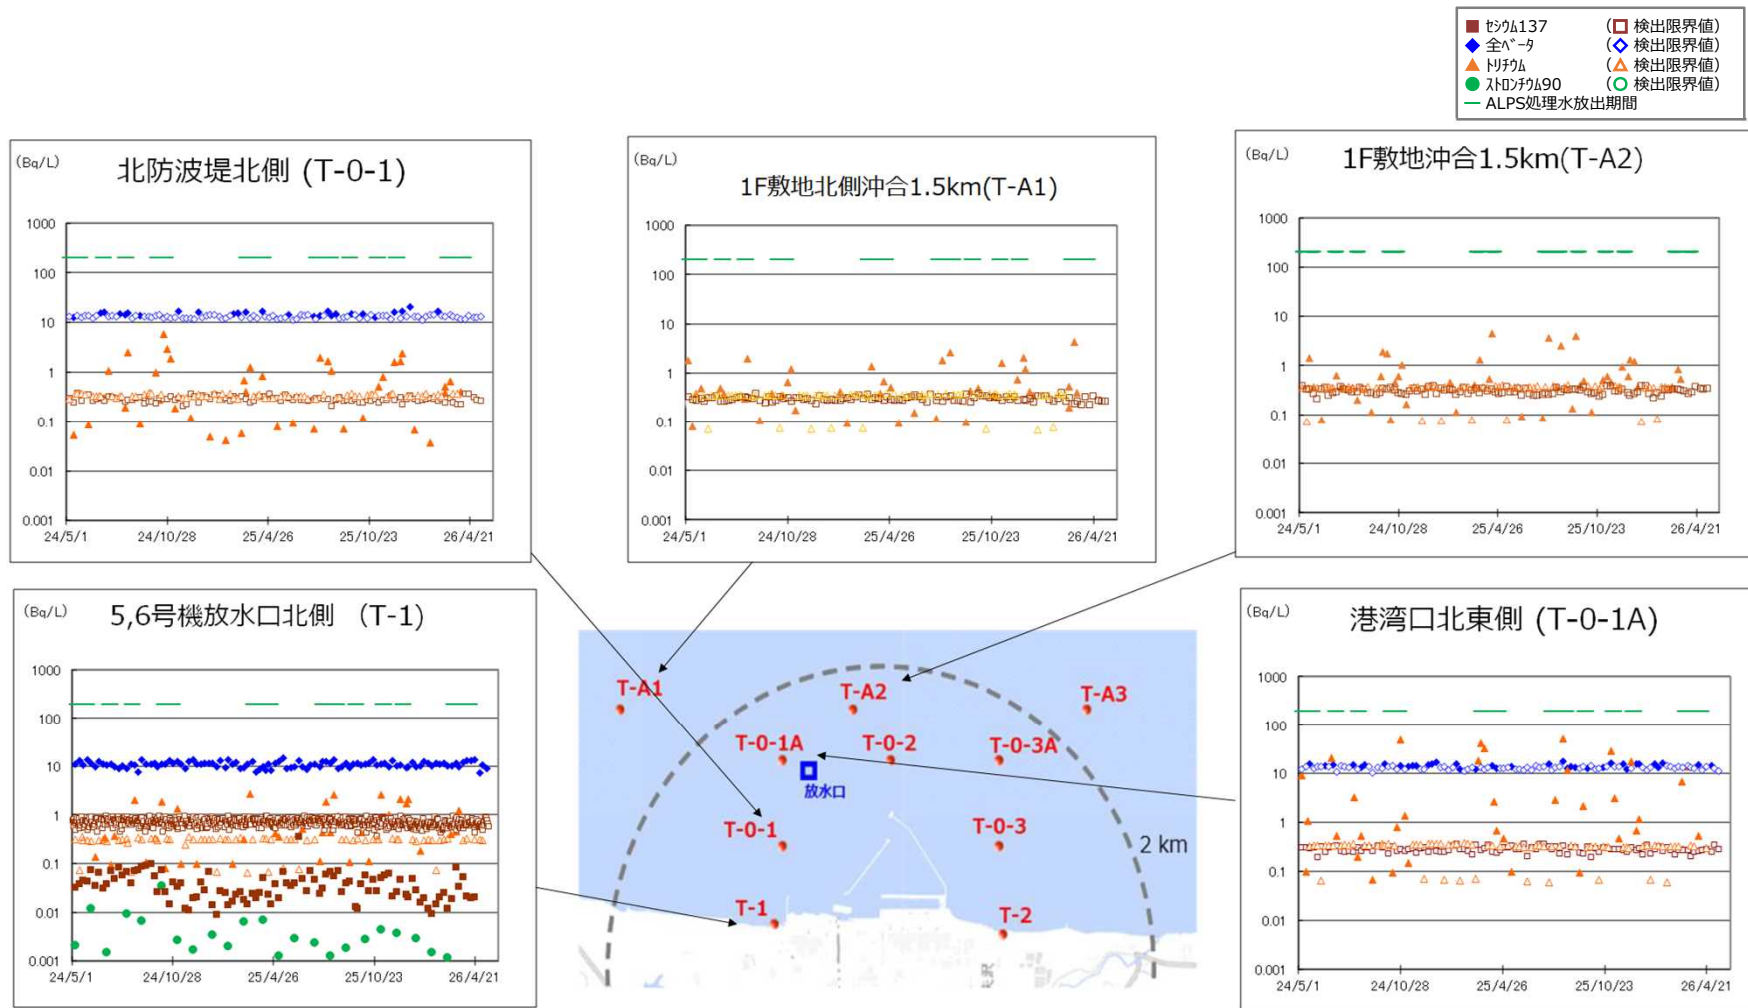 セシウム137 (□ 検出限界値)
全ベータ (◇ 検出限界値)
トリチウム (△ 検出限界値)
ストロンチウム90 (○ 検出限界値)
ALPS処理水放出期間
(Bq/L)
北防波堤北側 (T-0-1)
1000
100
10
1
0.1
0.01
0.001
24/5/1 24/10/28 25/4/26 25/10/23 26/4/21
(Bq/L)
1F敷地北側沖合1.5km(T-A1)
1000
100
10
1
0.1
0.01
0.001
24/5/1 24/10/28 25/4/26 25/10/23 26/4/21
(Bq/L)
1F敷地沖合1.5km(T-A2)
1000
100
10
1
0.1
0.01
0.001
24/5/1 24/10/28 25/4/26 25/10/23 26/4/21
(Bq/L)
5,6号機放水口北側 (T-1)
1000
100
10
1
0.1
0.01
0.001
24/5/1 24/10/28 25/4/26 25/10/23 26/4/21
T-A1
T-A2
T-A3
T-0-1A
T-0-2
T-0-3A
放水口
T-0-1
T-0-3
2 km
T-1
T-2
(Bq/L)
港湾口北東側 (T-0-1A)
1000
100
10
1
0.1
0.01
0.001
24/5/1 24/10/28 25/4/26 25/10/23 26/4/21